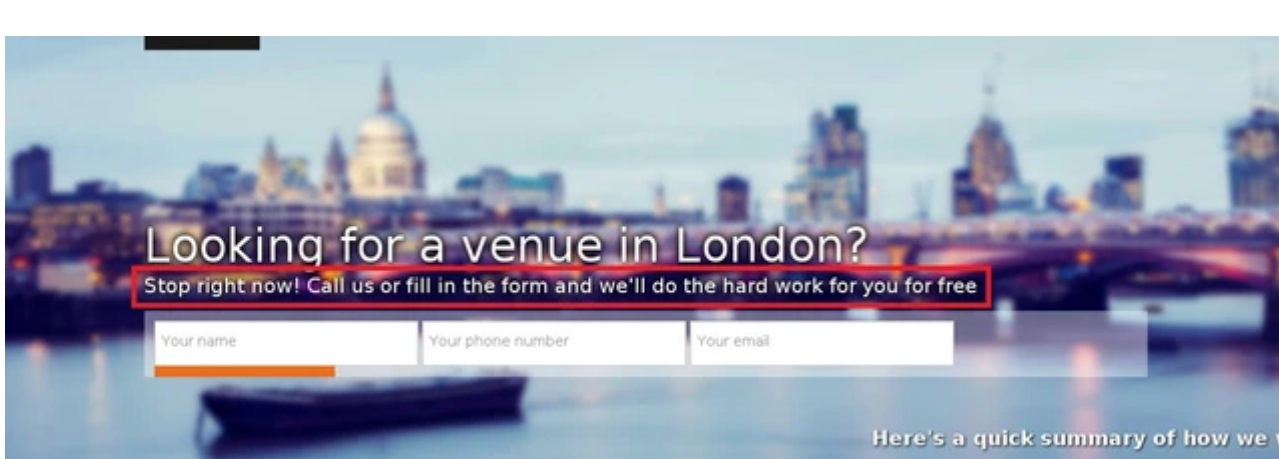 Looking for a venue in London?
Stop right now! Call us or fill in the form and we'll do the hard work for you for free
Your name
Your phone number
Your email
Here's a quick summary of how we